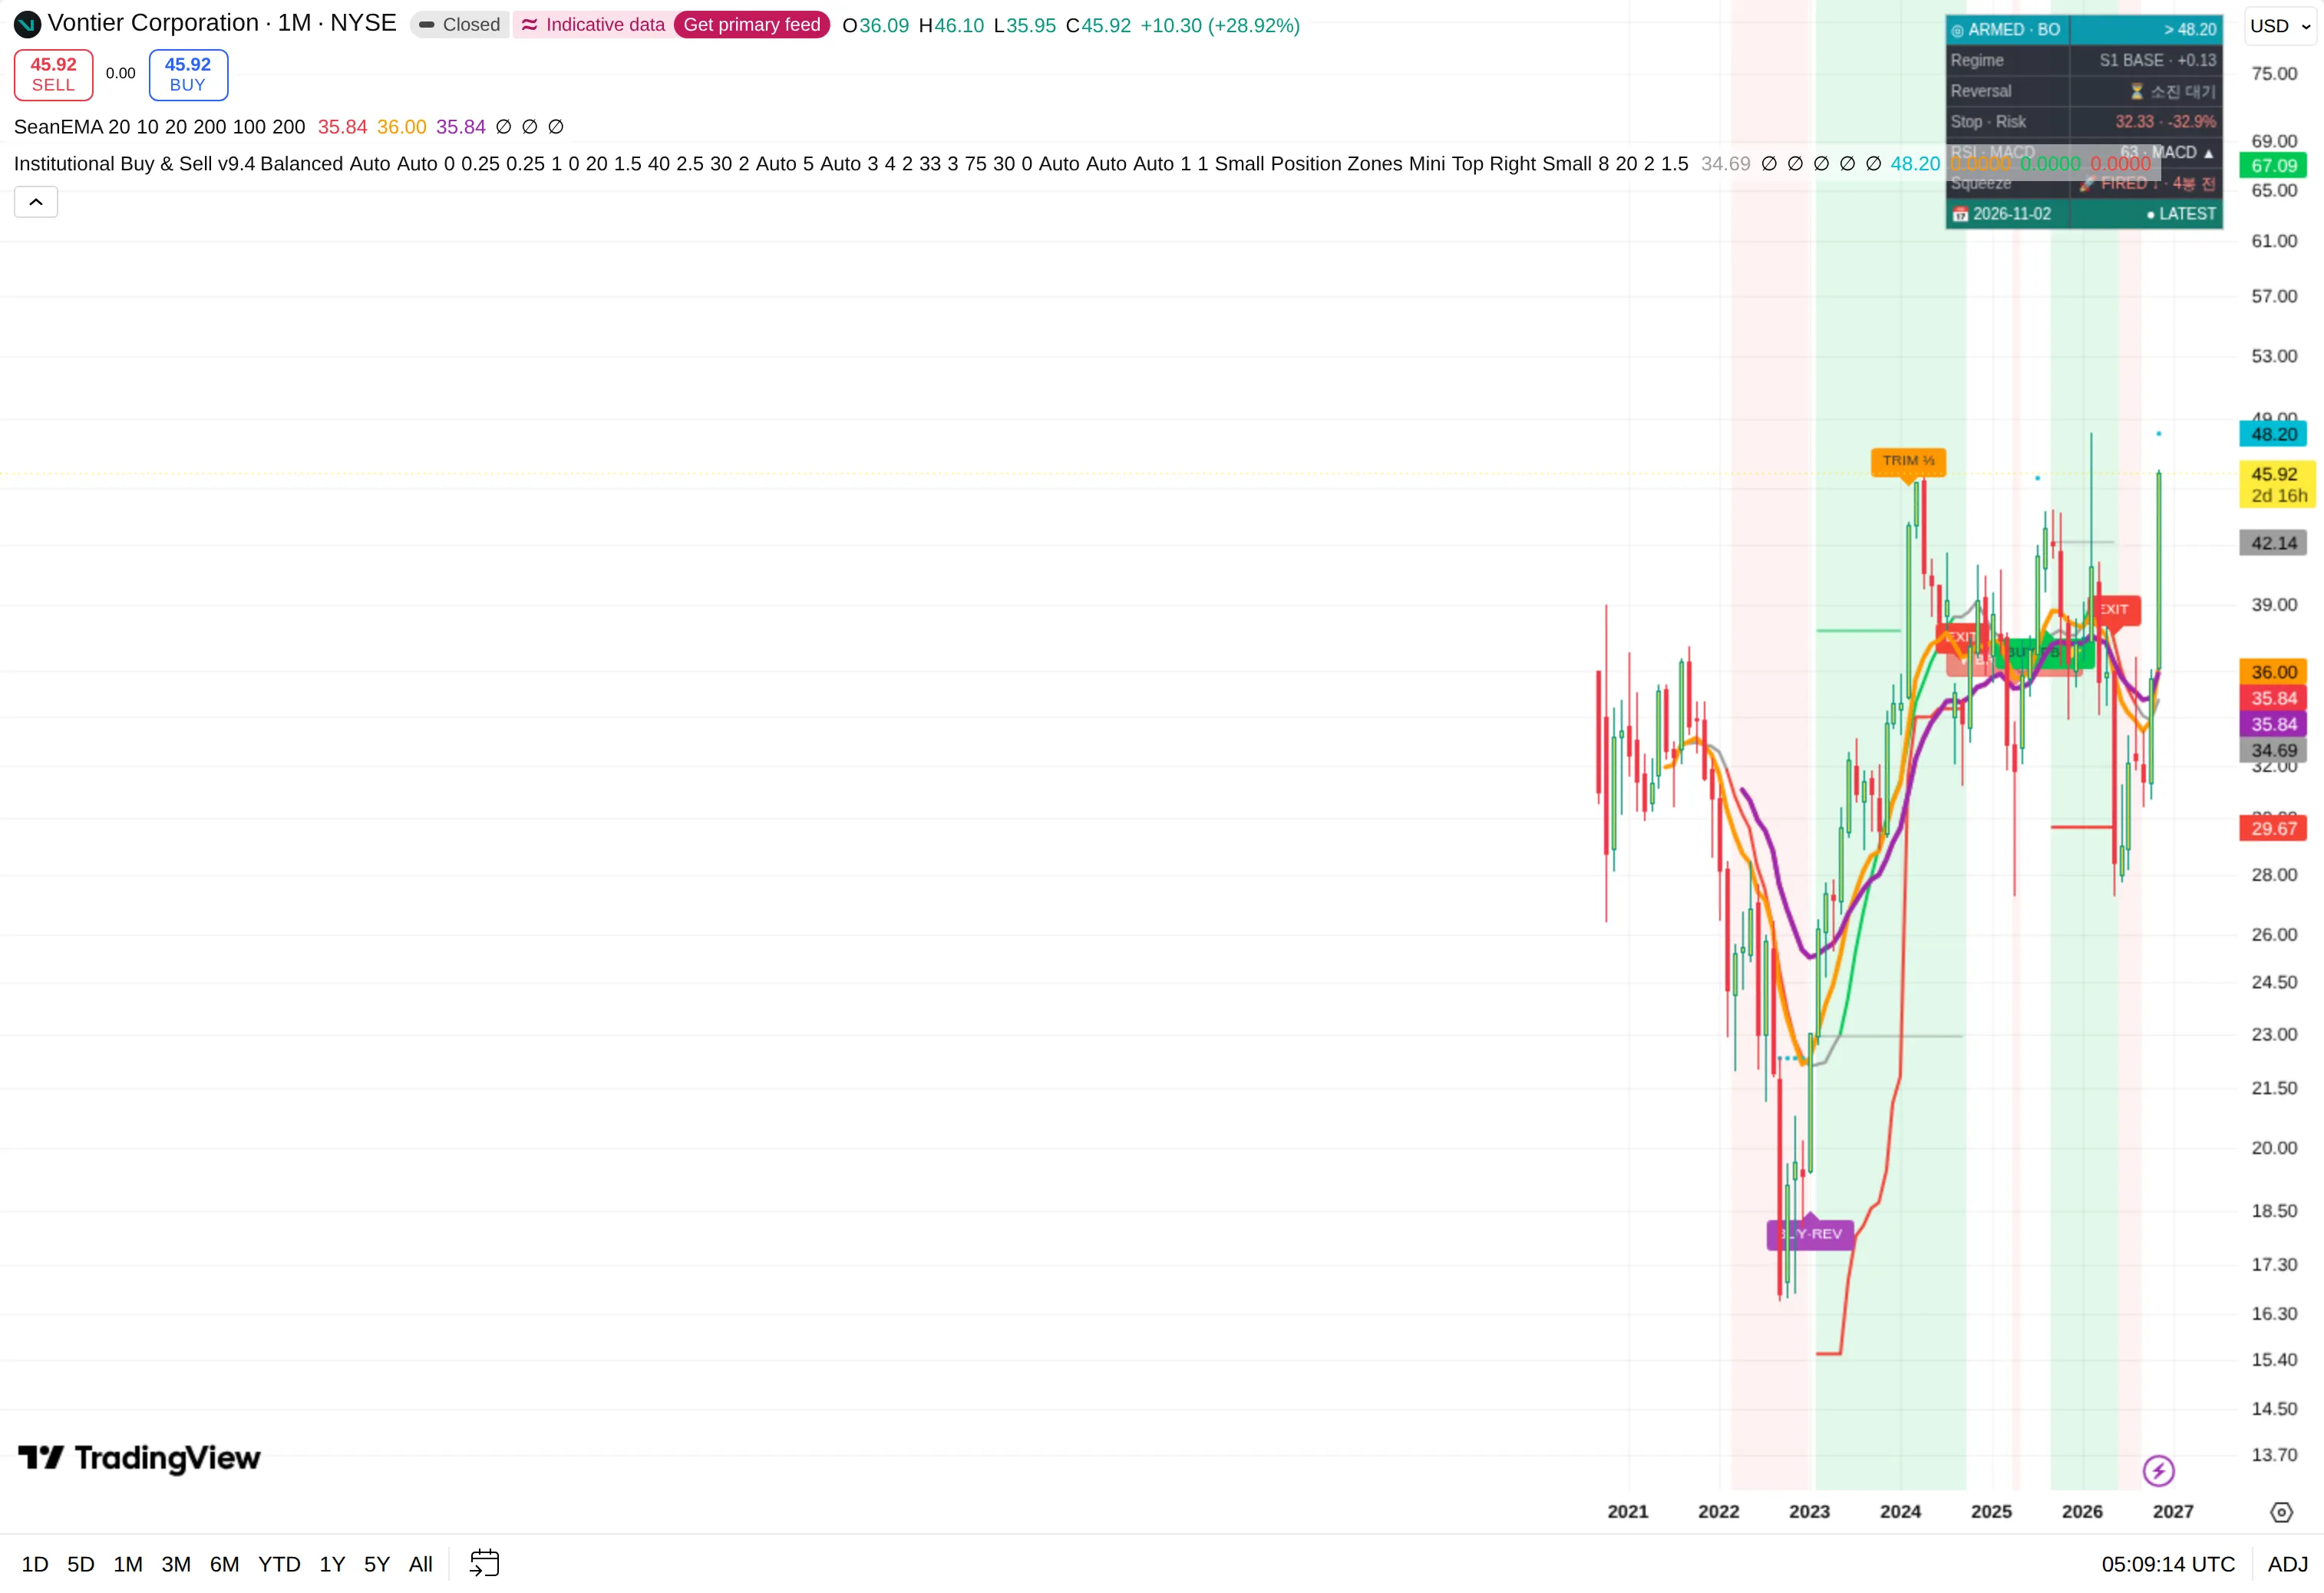 Vontier Corporation · 1M · NYSE Closed Indicative data Get primary feed O36.09 H46.10 L35.95 C45.92 +10.30 (+28.92%)
45.92 SELL
0.00
45.92 BUY
SeanEMA 20 10 20 200 100 200 35.84 36.00 35.84 ∅ ∅ ∅
Institutional Buy & Sell v9.4 Balanced Auto Auto 0 0.25 0.25 1 0 20 1.5 40 2.5 30 2 Auto 5 Auto 3 4 2 33 3 75 30 0 Auto Auto Auto 1 1 Small Position Zones Mini Top Right Small 8 20 2 1.5 34.69 ∅ ∅ ∅ ∅ ∅ 48.20 0.0000 0.0000 0.0000
ARMED · BO > 48.20
Regime S1 BASE · +0.13
Reversal ⏳ 소진 대기
Stop · Risk 32.33 · -32.9%
RSI · MACD 63 · MACD ▲
Squeeze 🚀 FIRED ↓ · 4봉 전
📅 2026-11-02 ● LATEST
USD
75.00
69.00
67.09
65.00
61.00
57.00
53.00
49.00
48.20
45.92
2d 16h
42.14
39.00
36.00
35.84
35.84
34.69
32.00
29.67
28.00
26.00
24.50
23.00
21.50
20.00
18.50
17.30
16.30
15.40
14.50
13.70
TRIM ½
EXIT
EXIT
TradingView
2021 2022 2023 2024 2025 2026 2027
1D 5D 1M 3M 6M YTD 1Y 5Y All
05:09:14 UTC ADJ